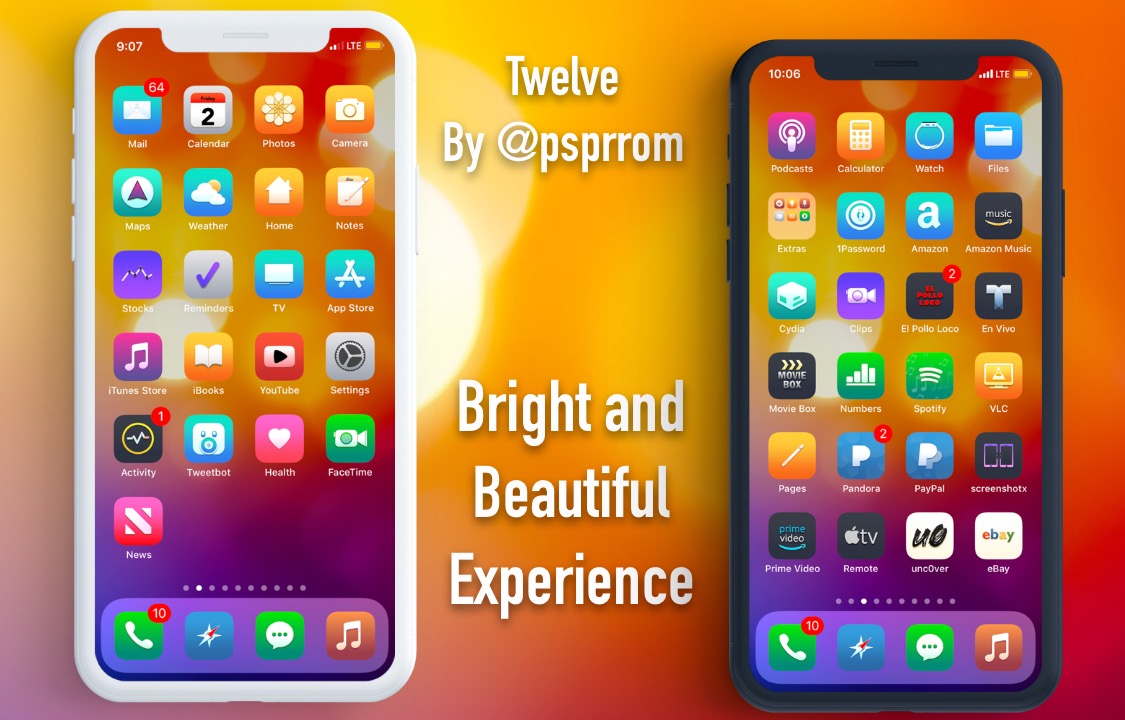 9:07
LTE
64
Friday
2
Mail
Calendar
Photos
Camera
Maps
Weather
Home
Notes
Stocks
Reminders
TV
App Store
iTunes Store
iBooks
YouTube
Settings
1
Activity
Tweetbot
Health
FaceTime
News
10
Twelve
By @psprrom
Bright and
Beautiful
Experience
10:06
LTE
Podcasts
Calculator
Watch
Files
a
music
Extras
1Password
Amazon
Amazon Music
2
EL
POLLO
LOCO
Cydia
Clips
El Pollo Loco
En Vivo
MOVIE
BOX
Movie Box
Numbers
Spotify
VLC
2
P
P
Pages
Pandora
PayPal
screenshotx
prime
video
tv
u0
ebay
Prime Video
Remote
unc0ver
eBay
10